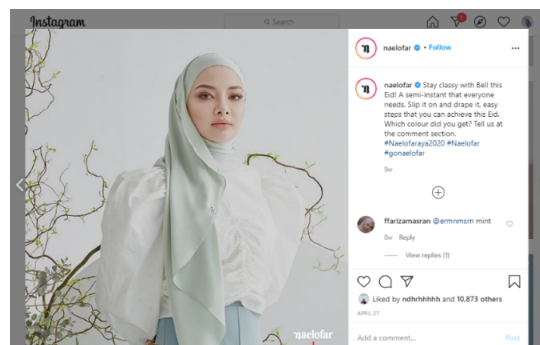 Instagram
Search
naelofar • Follow
naelofar Stay classy with Bell this
Eid! A semi-instant that everyone
needs. Slip it on and drape it, easy
steps that you can achieve this Eid.
Which colour did you get? Tell us at
the comment section.
#Naelofaraya2020 #Naelofar
#gonaelofar
9w
ffarizamasran @ermnmsrn mint
8w Reply
View replies (1)
Liked by ndhrhhhhh and 10,873 others
APRIL 27
Add a comment... Post
naelofar